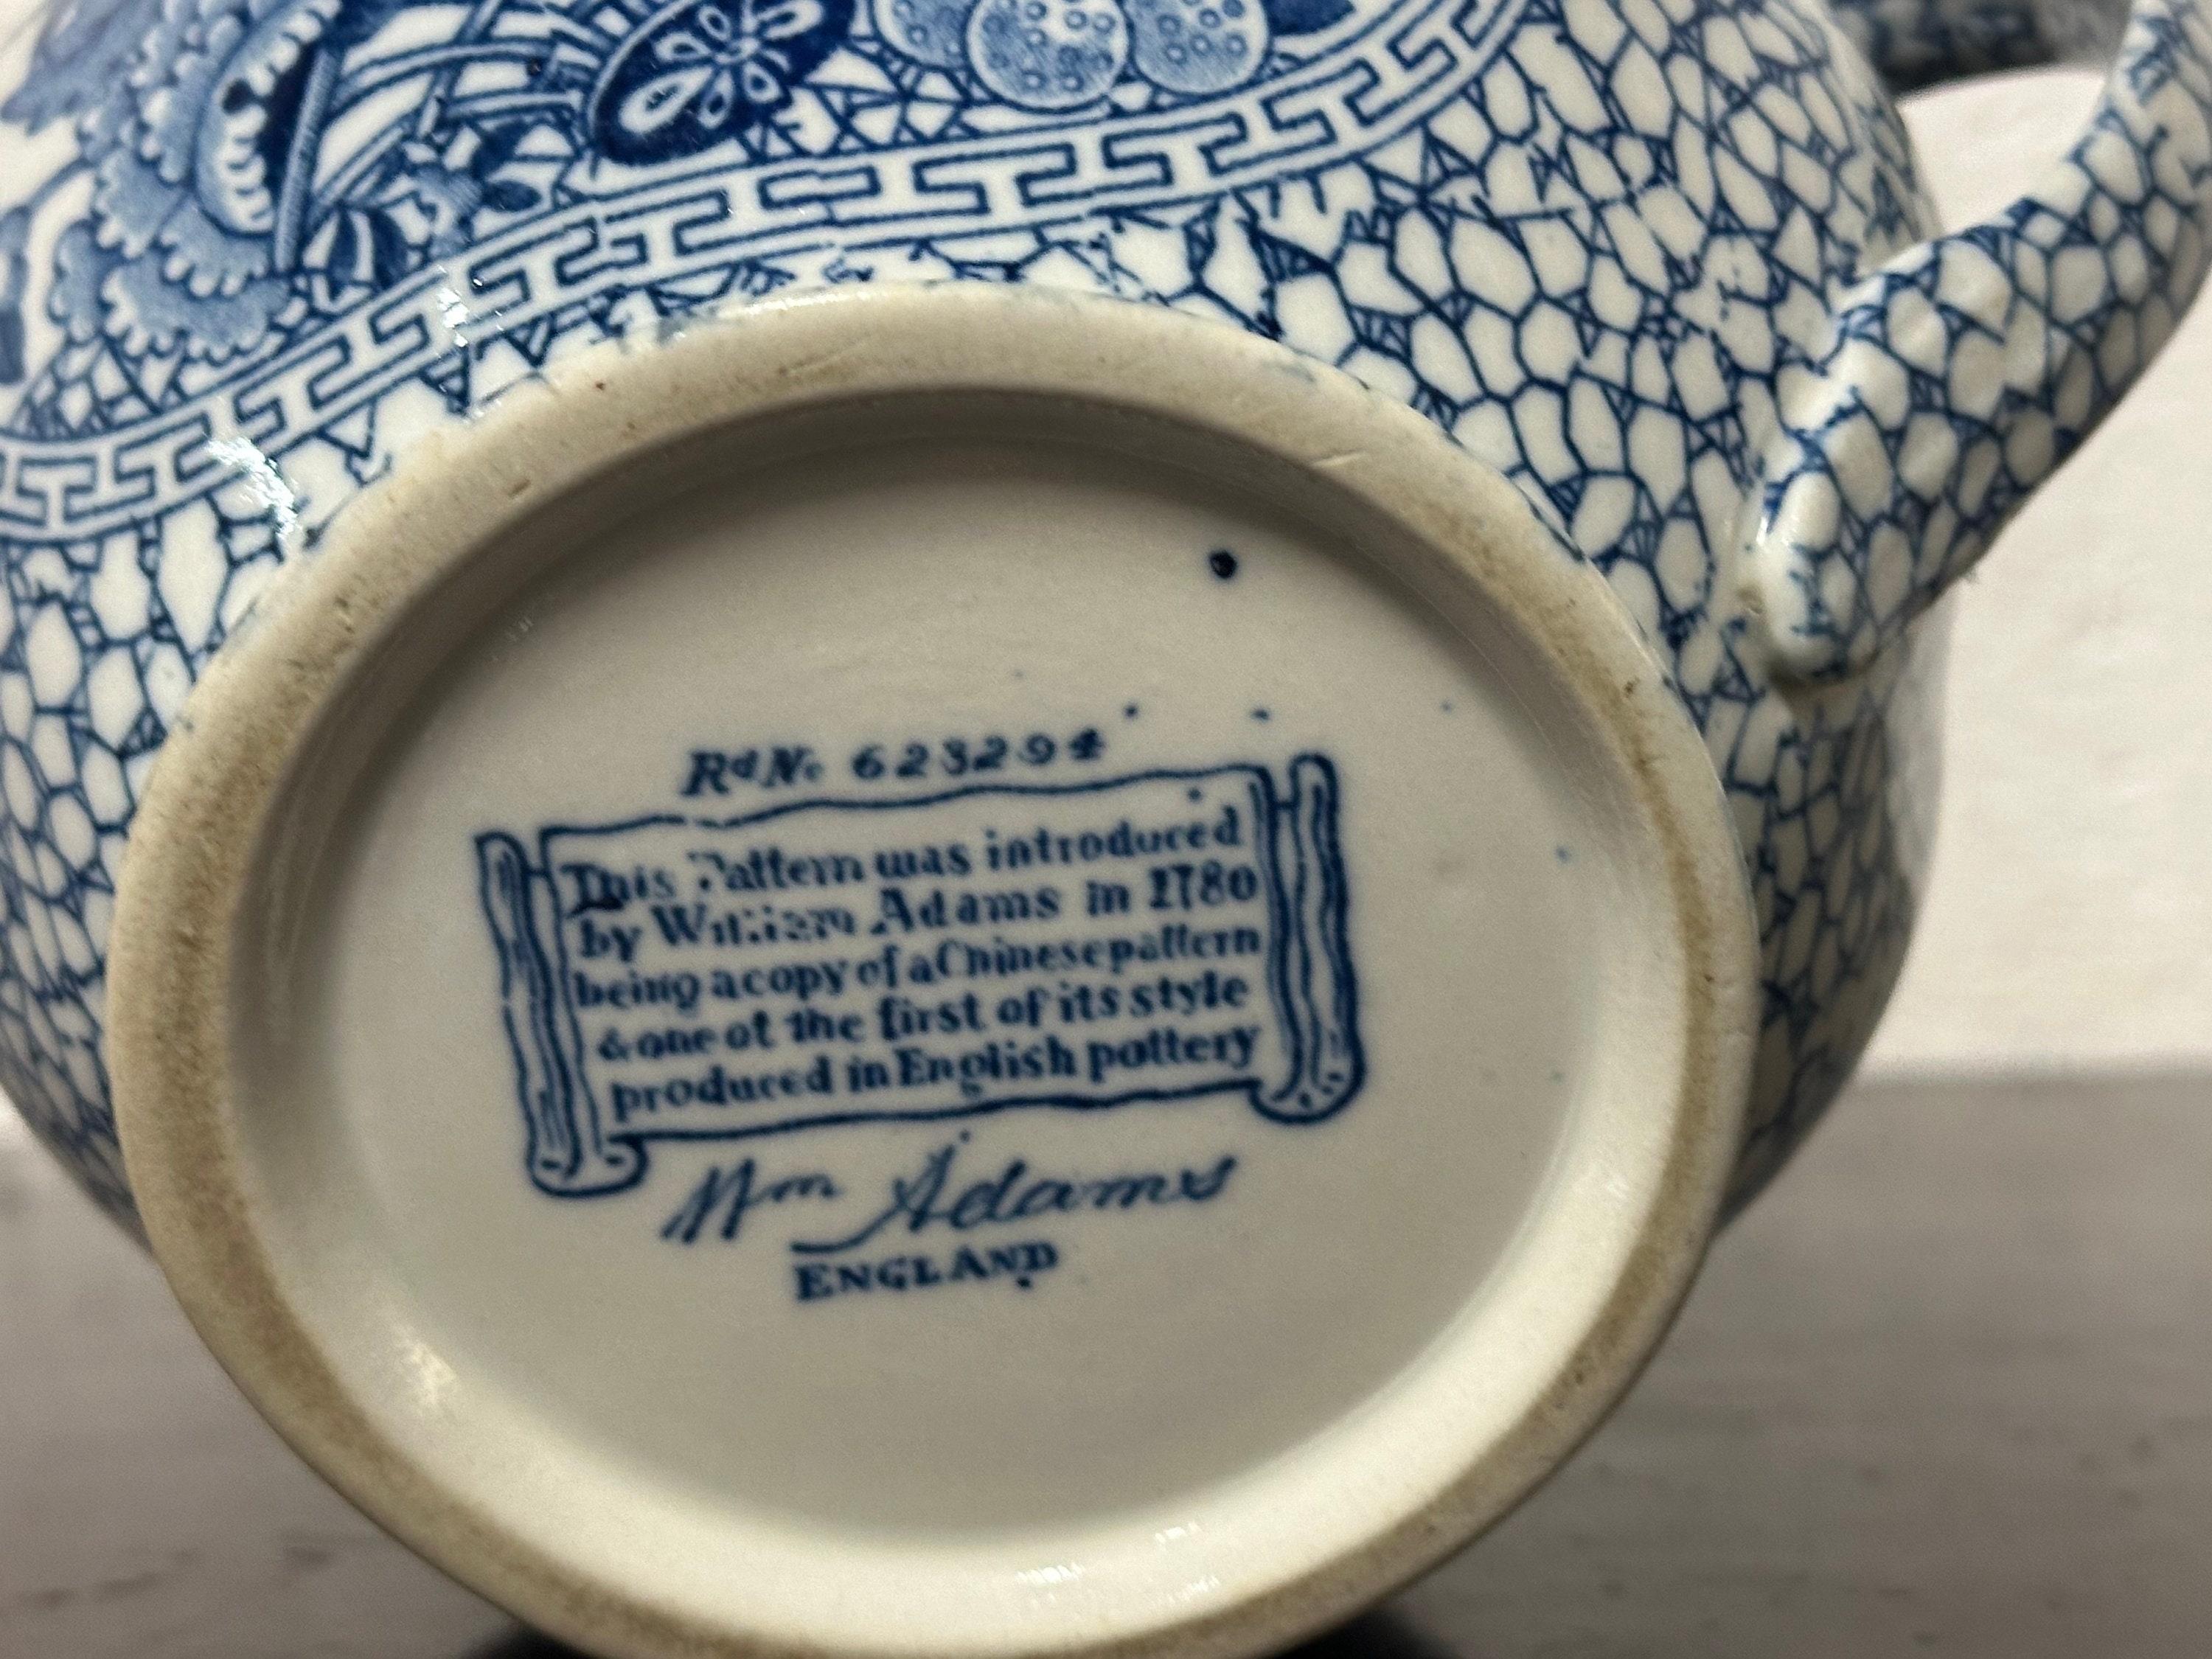 Rd No 623294
This Pattern was introduced
by William Adams in 1780
being a copy of a Chinese pattern
& one of the first of its style
produced in English pottery
Wm Adams
ENGLAND